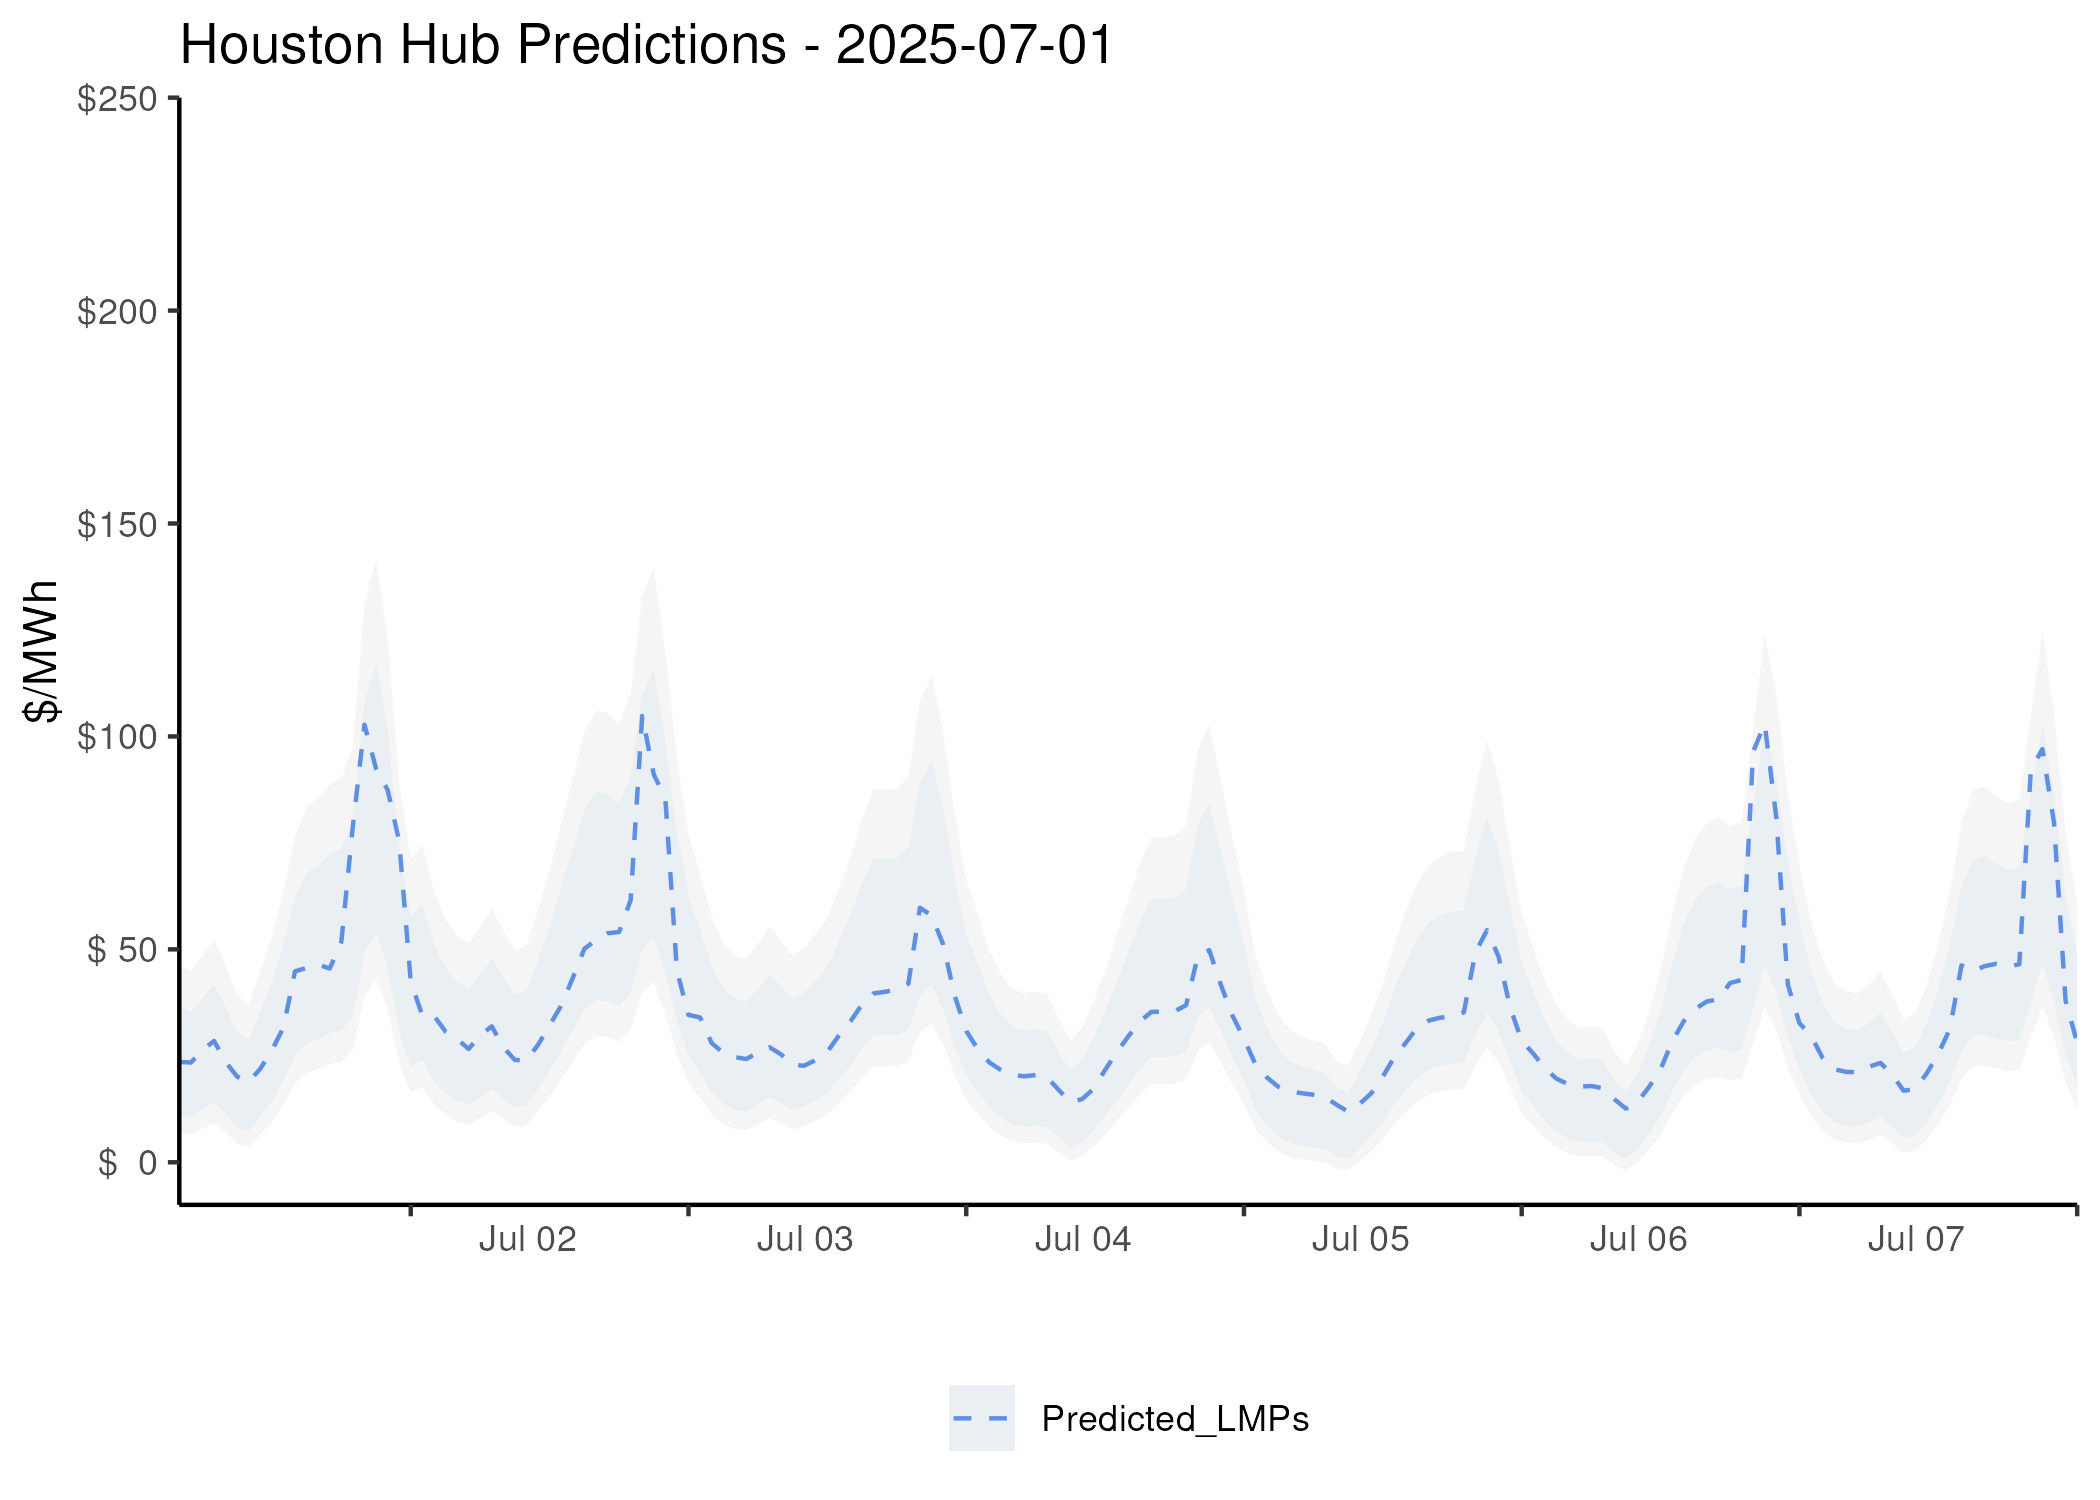 Houston Hub Predictions - 2025-07-01
$250
$200
$150
$100
$ 50
$  0
$/MWh
Jul 02
Jul 03
Jul 04
Jul 05
Jul 06
Jul 07
Predicted_LMPs